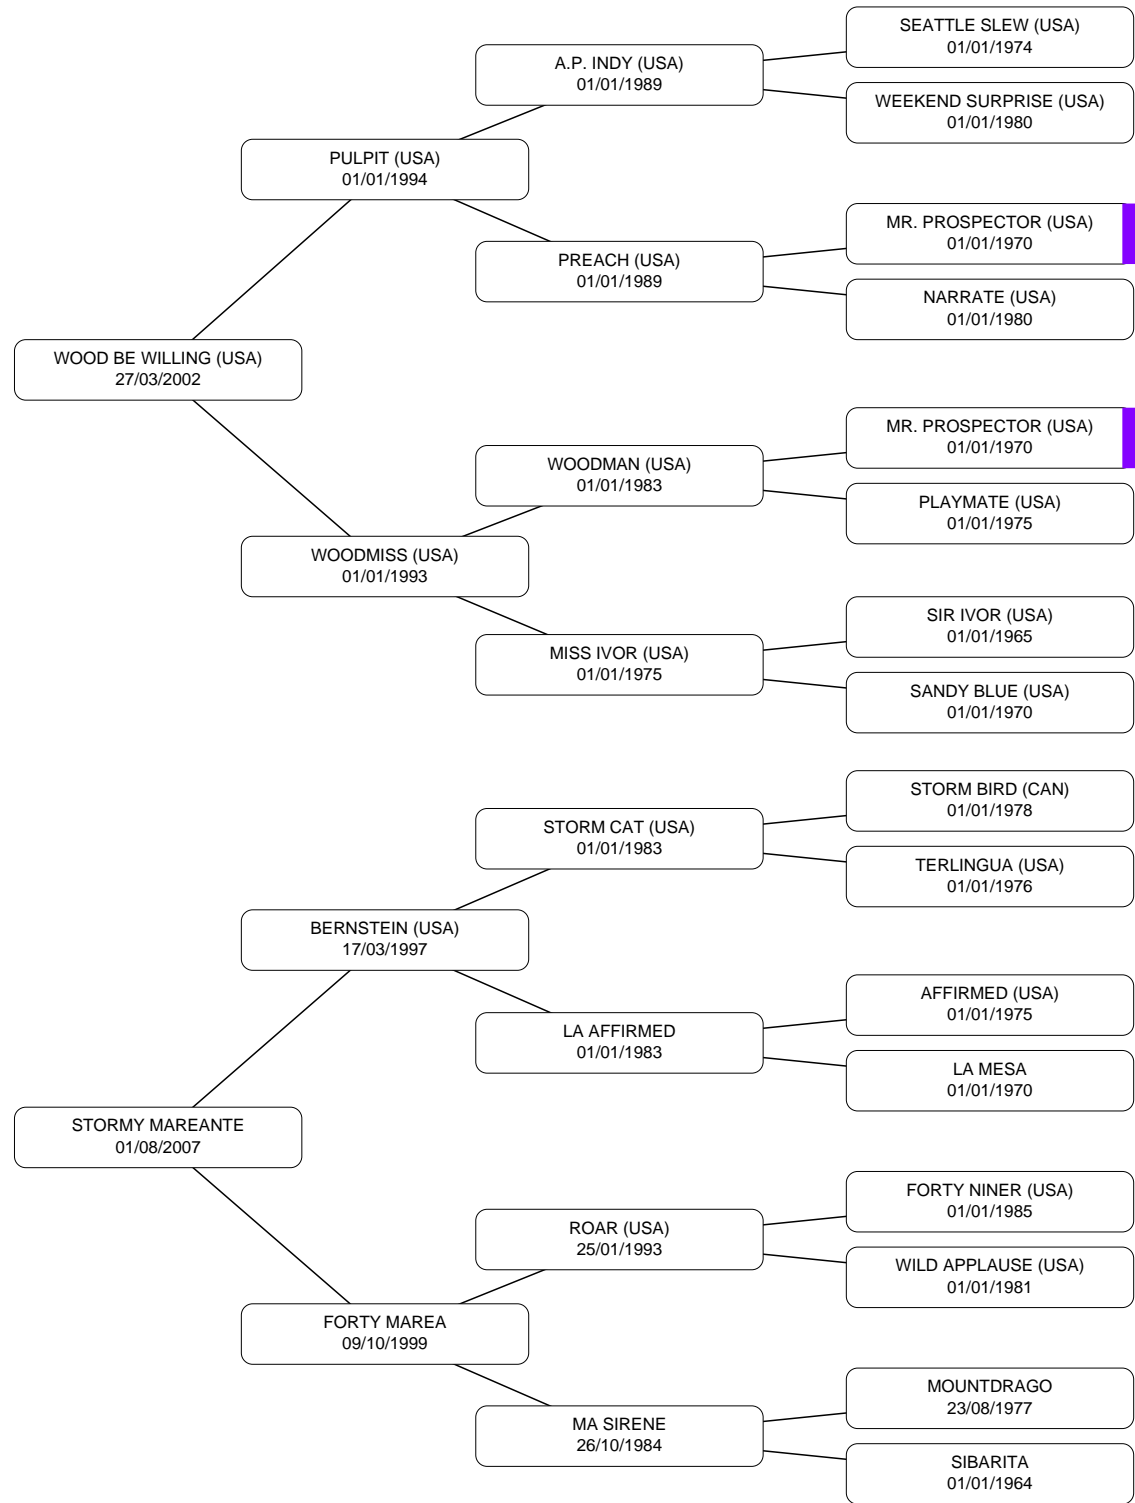 SEATTLE SLEW (USA)
01/01/1974
A.P. INDY (USA)
01/01/1989
WEEKEND SURPRISE (USA)
01/01/1980
PULPIT (USA)
01/01/1994
MR. PROSPECTOR (USA)
01/01/1970
PREACH (USA)
01/01/1989
NARRATE (USA)
01/01/1980
WOOD BE WILLING (USA)
27/03/2002
MR. PROSPECTOR (USA)
01/01/1970
WOODMAN (USA)
01/01/1983
PLAYMATE (USA)
01/01/1975
WOODMISS (USA)
01/01/1993
SIR IVOR (USA)
01/01/1965
MISS IVOR (USA)
01/01/1975
SANDY BLUE (USA)
01/01/1970
STORM BIRD (CAN)
01/01/1978
STORM CAT (USA)
01/01/1983
TERLINGUA (USA)
01/01/1976
BERNSTEIN (USA)
17/03/1997
AFFIRMED (USA)
01/01/1975
LA AFFIRMED
01/01/1983
LA MESA
01/01/1970
STORMY MAREANTE
01/08/2007
FORTY NINER (USA)
01/01/1985
ROAR (USA)
25/01/1993
WILD APPLAUSE (USA)
01/01/1981
FORTY MAREA
09/10/1999
MOUNTDRAGO
23/08/1977
MA SIRENE
26/10/1984
SIBARITA
01/01/1964